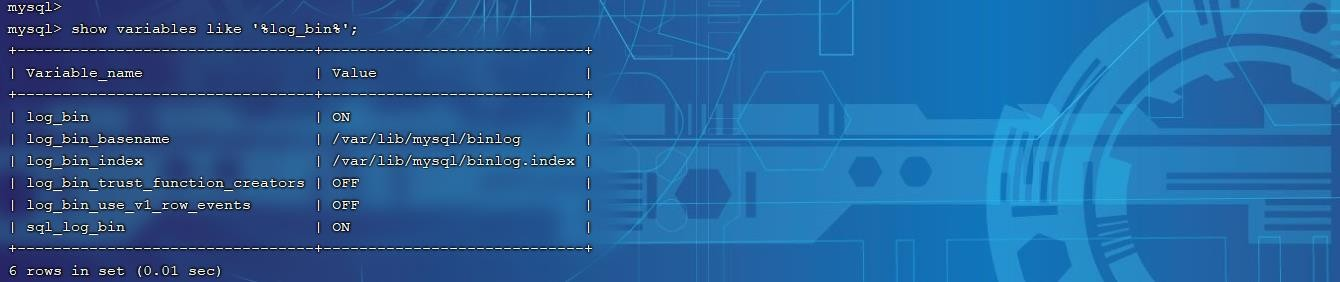 mysql>
mysql> show variables like '%log_bin%';
+---------------------------------+-----------------------------+
| Variable_name                   | Value                       |
+---------------------------------+-----------------------------+
| log_bin                         | ON                          |
| log_bin_basename                | /var/lib/mysql/binlog       |
| log_bin_index                   | /var/lib/mysql/binlog.index |
| log_bin_trust_function_creators | OFF                         |
| log_bin_use_v1_row_events       | OFF                         |
| sql_log_bin                     | ON                          |
+---------------------------------+-----------------------------+
6 rows in set (0.01 sec)